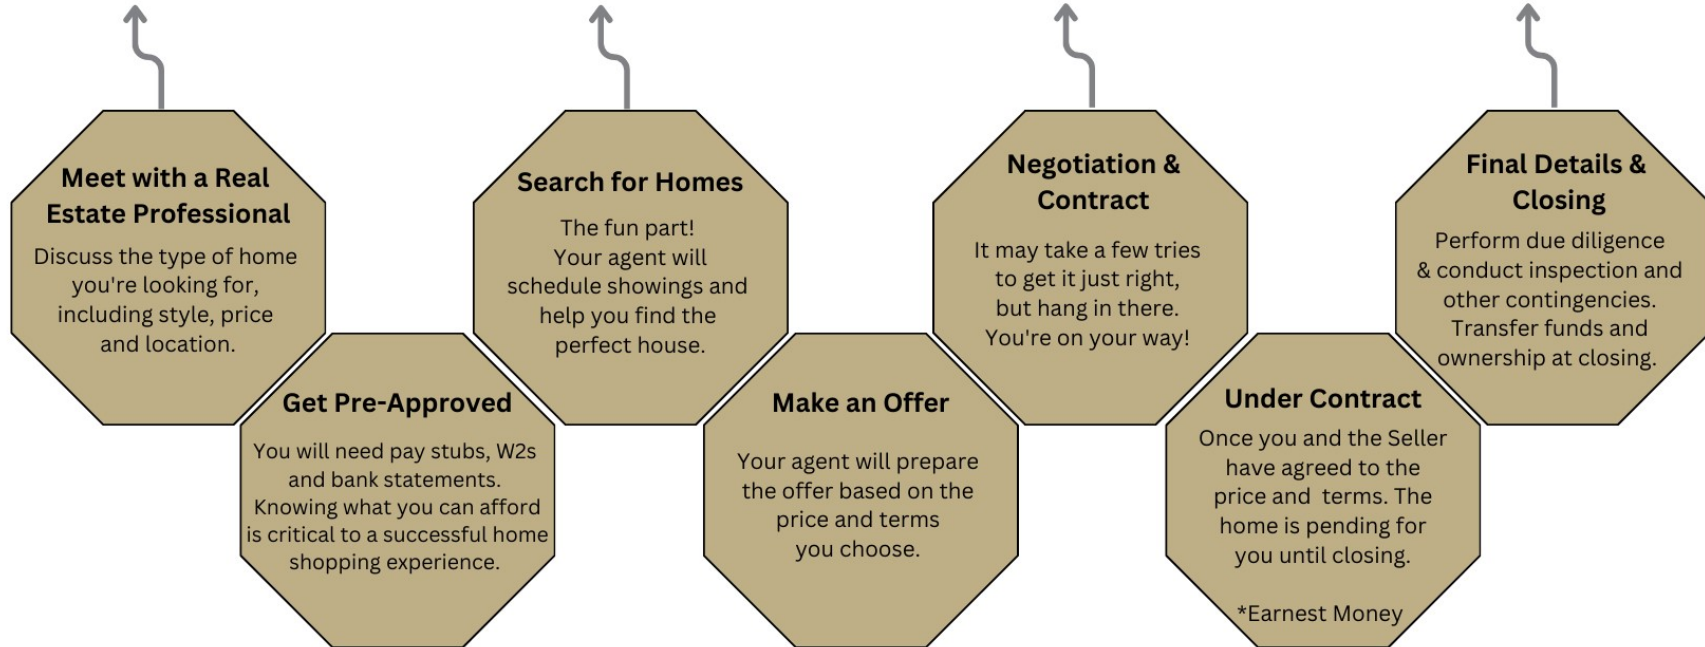 Meet with a Real
Estate Professional
Discuss the type of home
you're looking for,
including style, price
and location.
Get Pre-Approved
You will need pay stubs, W2s
and bank statements.
Knowing what you can afford
is critical to a successful home
shopping experience.
Search for Homes
The fun part!
Your agent will
schedule showings and
help you find the
perfect house.
Make an Offer
Your agent will prepare
the offer based on the
price and terms
you choose.
Negotiation &
Contract
It may take a few tries
to get it just right,
but hang in there.
You're on your way!
Under Contract
Once you and the Seller
have agreed to the
price and terms. The
home is pending for
you until closing.
*Earnest Money
Final Details &
Closing
Perform due diligence
& conduct inspection and
other contingencies.
Transfer funds and
ownership at closing.